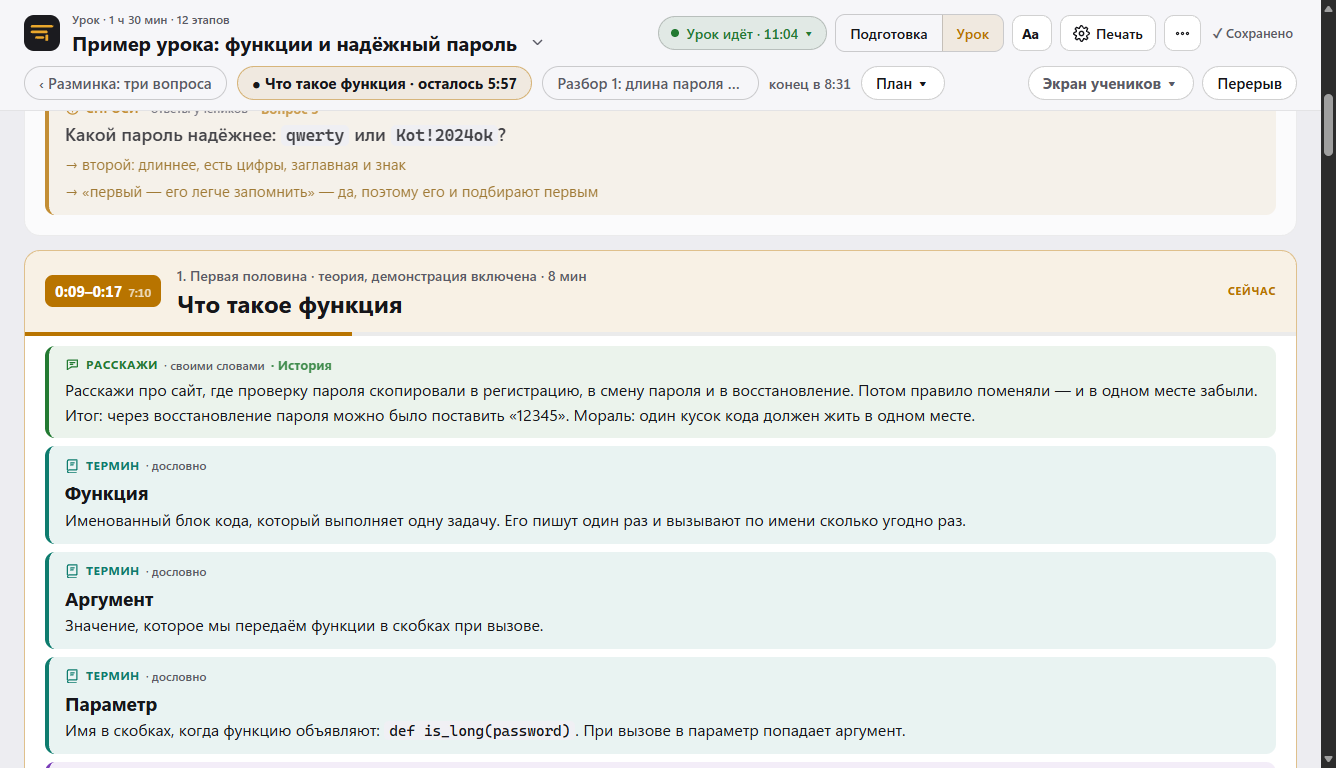 Урок · 1 ч 30 мин · 12 этапов
Пример урока: функции и надёжный пароль
Урок идёт · 11:04
Подготовка
Урок
Aa
Печать
✓ Сохранено
‹ Разминка: три вопроса
● Что такое функция · осталось 5:57
Разбор 1: длина пароля ...
конец в 8:31
План
Экран учеников
Перерыв
Какой пароль надёжнее: qwerty или Kot!2024ok ?
→ второй: длиннее, есть цифры, заглавная и знак
→ «первый — его легче запомнить» — да, поэтому его и подбирают первым
0:09–0:17 7:10
1. Первая половина · теория, демонстрация включена · 8 мин
Что такое функция
СЕЙЧАС
РАССКАЖИ · своими словами · История
Расскажи про сайт, где проверку пароля скопировали в регистрацию, в смену пароля и в восстановление. Потом правило поменяли — и в одном месте забыли.
Итог: через восстановление пароля можно было поставить «12345». Мораль: один кусок кода должен жить в одном месте.
ТЕРМИН · дословно
Функция
Именованный блок кода, который выполняет одну задачу. Его пишут один раз и вызывают по имени сколько угодно раз.
ТЕРМИН · дословно
Аргумент
Значение, которое мы передаём функции в скобках при вызове.
ТЕРМИН · дословно
Параметр
Имя в скобках, когда функцию объявляют: def is_long(password) . При вызове в параметр попадает аргумент.